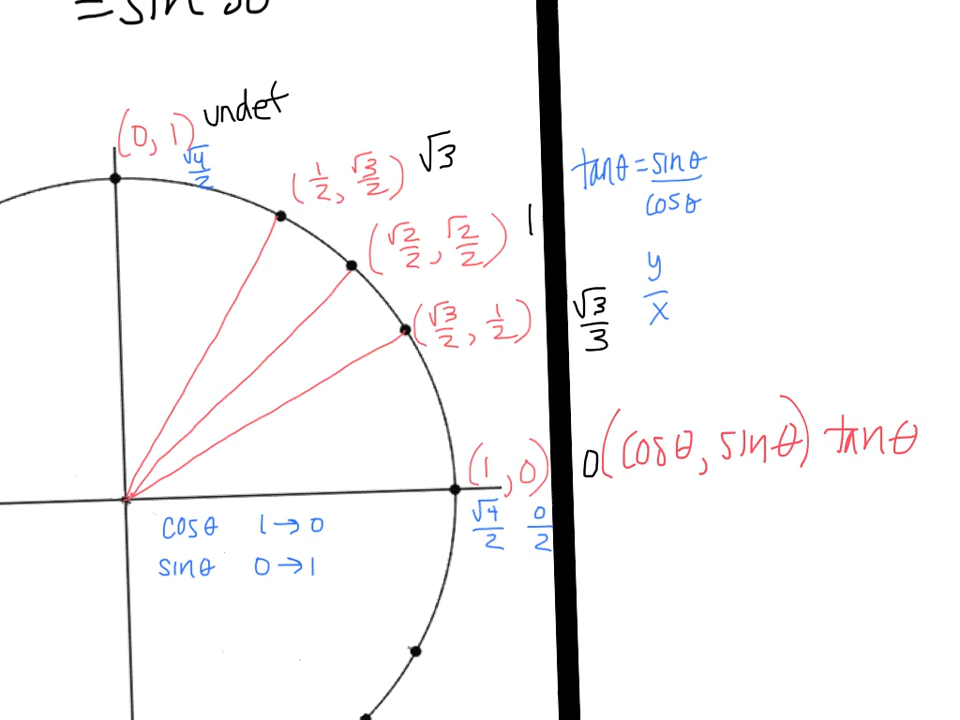 = sin 30
(0, 1) undef
√4/2
(1/2, √3/2) √3
(√2/2, √2/2) 1
(√3/2, 1/2) √3/3
tanθ = sinθ/cosθ
y/x
(1, 0) 0 (cosθ, sinθ) tanθ
√4/2 0/2
cosθ 1→0
sinθ 0→1